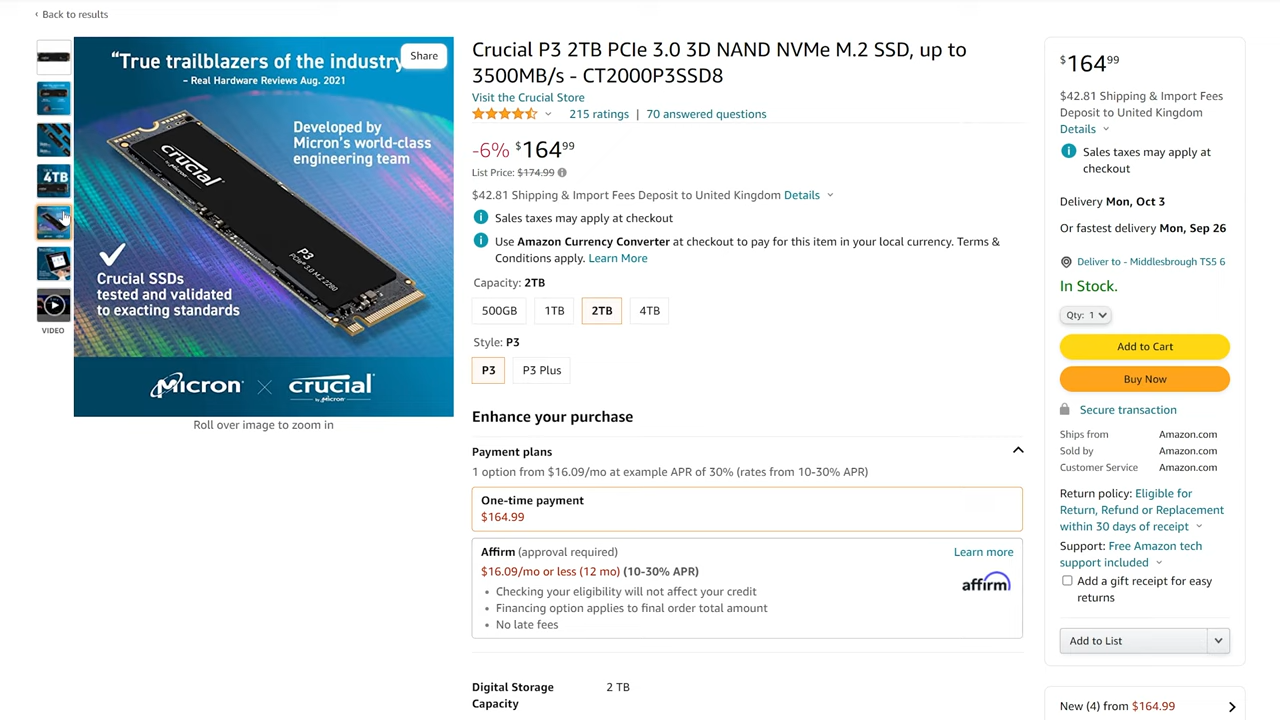 ‹ Back to results
"True trailblazers of the industry
– Real Hardware Reviews Aug. 2021
Share
Developed by
Micron's world-class
engineering team
crucial
by Micron
P3
PCIe® 3.0 M.2 2280
Crucial SSDs
tested and validated
to exacting standards
Micron × crucial
by Micron
4TB
VIDEO
Roll over image to zoom in
Crucial P3 2TB PCIe 3.0 3D NAND NVMe M.2 SSD, up to
3500MB/s - CT2000P3SSD8
Visit the Crucial Store
215 ratings | 70 answered questions
-6% $164⁹⁹
List Price: $174.99
$42.81 Shipping & Import Fees Deposit to United Kingdom Details
Sales taxes may apply at checkout
Use Amazon Currency Converter at checkout to pay for this item in your local currency. Terms &
Conditions apply. Learn More
Capacity: 2TB
500GB 1TB 2TB 4TB
Style: P3
P3 P3 Plus
Enhance your purchase
Payment plans
1 option from $16.09/mo at example APR of 30% (rates from 10-30% APR)
One-time payment
$164.99
Affirm (approval required) Learn more
$16.09/mo or less (12 mo) (10-30% APR)
affirm
• Checking your eligibility will not affect your credit
• Financing option applies to final order total amount
• No late fees
Digital Storage 2 TB
Capacity
$164⁹⁹
$42.81 Shipping & Import Fees
Deposit to United Kingdom
Details
Sales taxes may apply at
checkout
Delivery Mon, Oct 3
Or fastest delivery Mon, Sep 26
Deliver to - Middlesbrough TS5 6
In Stock.
Qty: 1
Add to Cart
Buy Now
Secure transaction
Ships from Amazon.com
Sold by Amazon.com
Customer Service Amazon.com
Return policy: Eligible for
Return, Refund or Replacement
within 30 days of receipt
Support: Free Amazon tech
support included
Add a gift receipt for easy
returns
Add to List
New (4) from $164.99